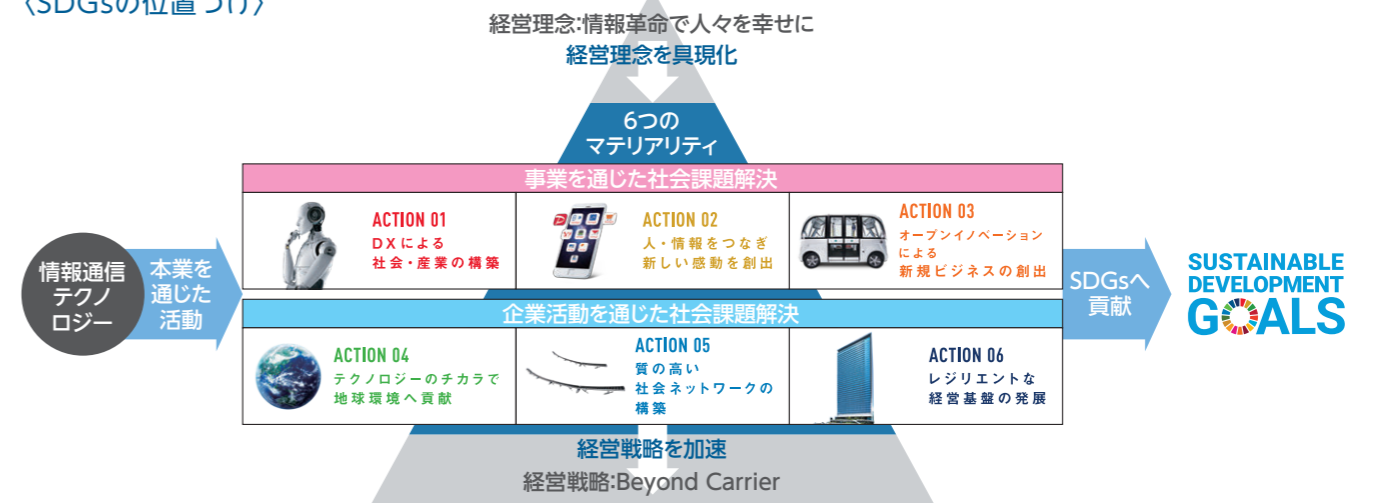 〈SDGsの位置づけ〉
経営理念:情報革命で人々を幸せに
経営理念を具現化
6つの
マテリアリティ
事業を通じた社会課題解決
ACTION 01
DXによる
社会・産業の構築
ACTION 02
人・情報をつなぎ
新しい感動を創出
ACTION 03
オープンイノベーション
による
新規ビジネスの創出
情報通信
テクノ
ロジー
本業を
通じた
活動
SDGsへ
貢献
SUSTAINABLE
DEVELOPMENT
GOALS
企業活動を通じた社会課題解決
ACTION 04
テクノロジーのチカラで
地球環境へ貢献
ACTION 05
質の高い
社会ネットワークの
構築
ACTION 06
レジリエントな
経営基盤の発展
経営戦略を加速
経営戦略:Beyond Carrier